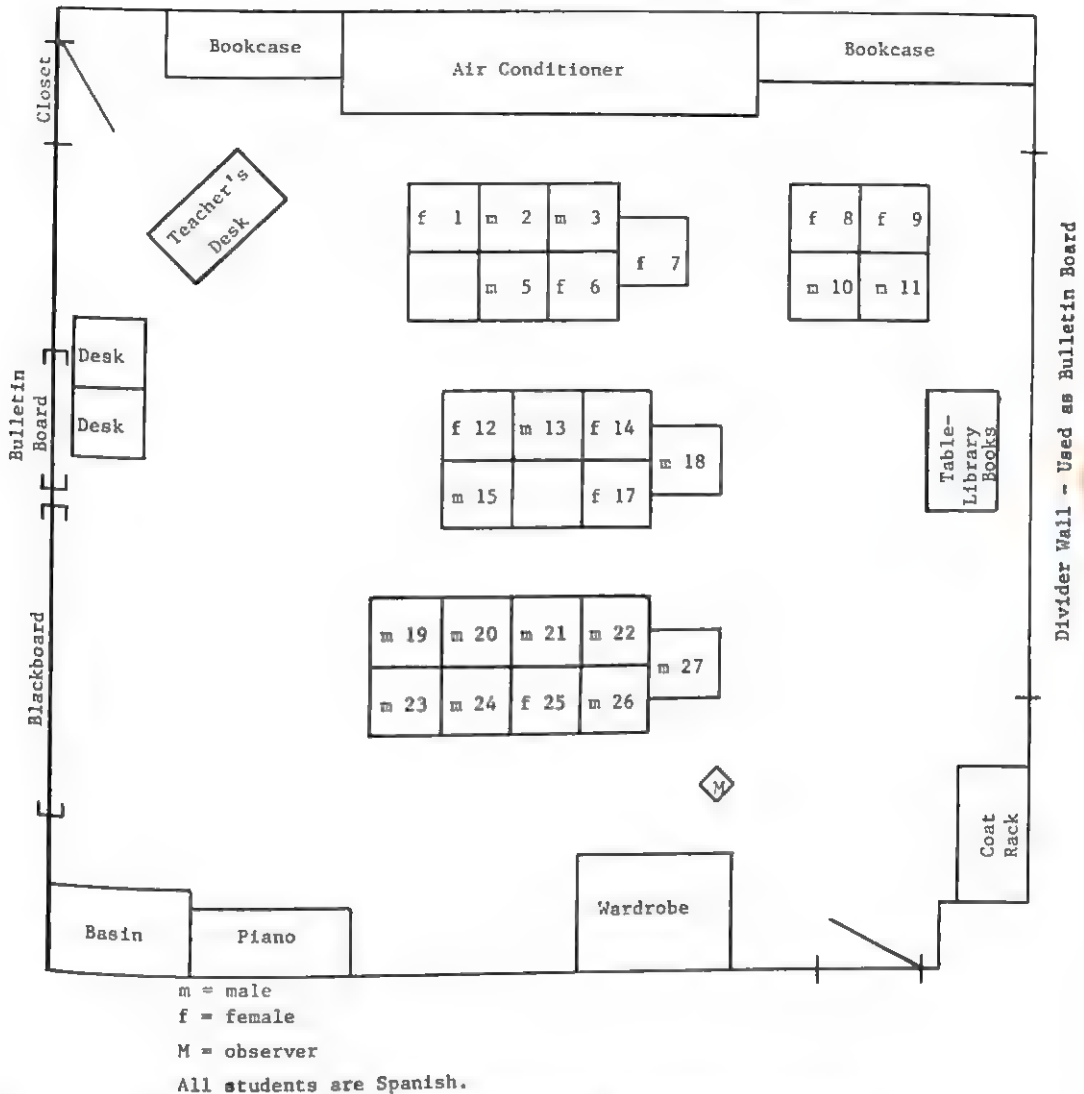 Bookcase
Air Conditioner
Bookcase
Closet
Teacher's
Desk
f 1 m 2 m 3
f 7
m 5 f 6
f 8 f 9
m 10 m 11
Desk
Desk
Bulletin
Board
f 12 m 13 f 14
m 18
m 15 f 17
Table-
Library
Books
Divider Wall - Used as Bulletin Board
Blackboard
m 19 m 20 m 21 m 22
m 27
m 23 m 24 f 25 m 26
M
Coat
Rack
Wardrobe
Basin
Piano
m = male
f = female
M = observer
All students are Spanish.